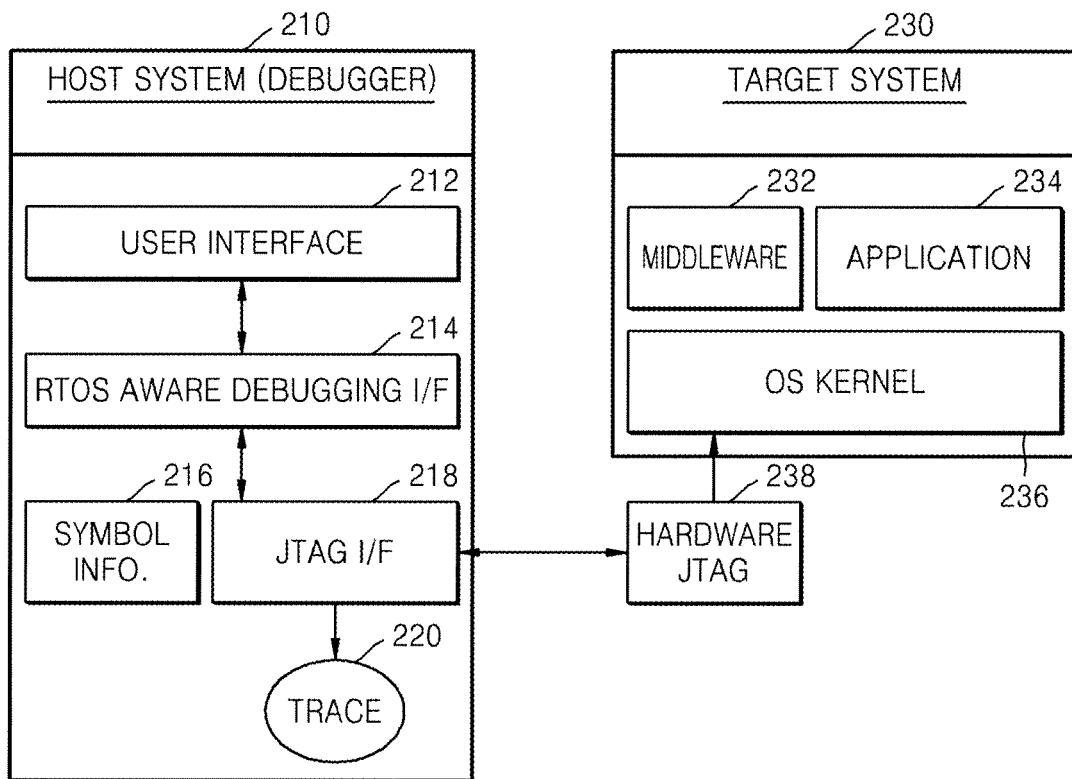 210
HOST SYSTEM (DEBUGGER)
212
USER INTERFACE
214
RTOS AWARE DEBUGGING I/F
216
SYMBOL
INFO.
218
JTAG I/F
220
TRACE
230
TARGET SYSTEM
232
MIDDLEWARE
234
APPLICATION
OS KERNEL
236
238
HARDWARE
JTAG